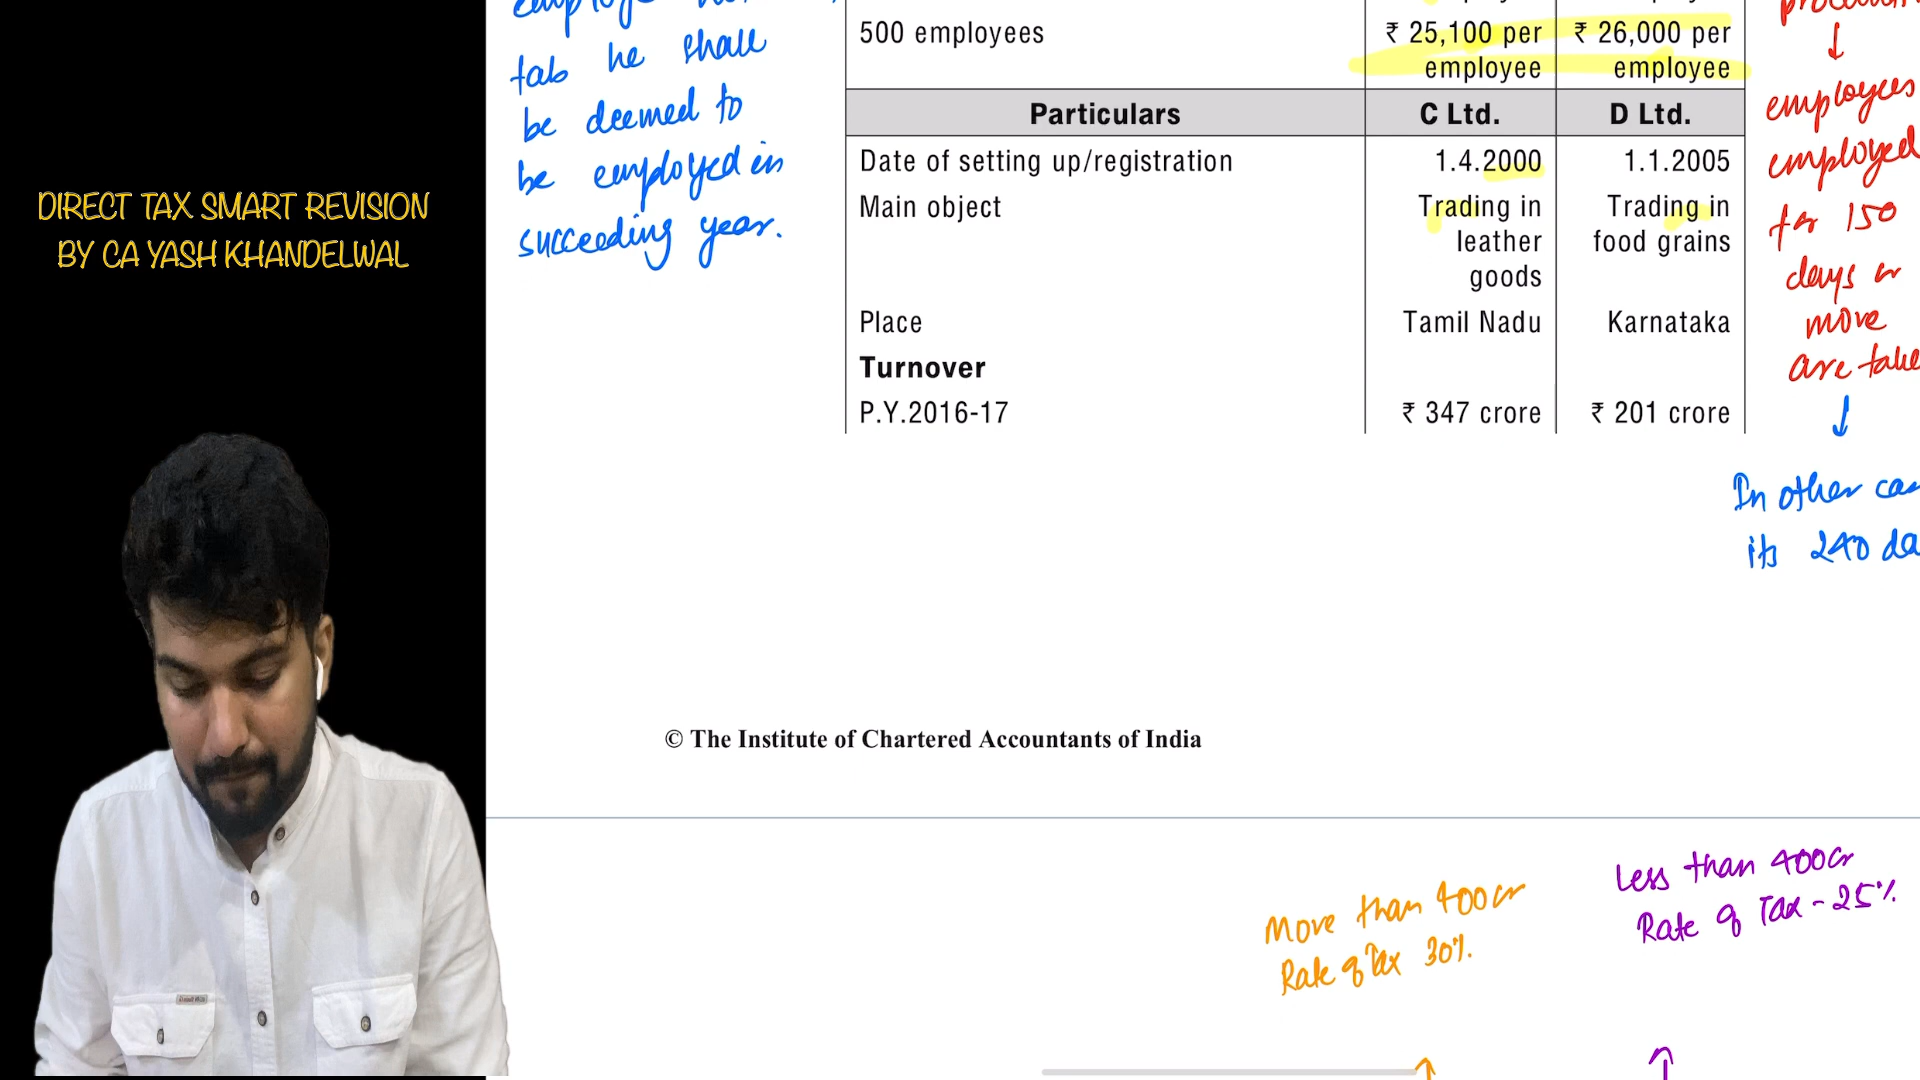 DIRECT TAX SMART REVISION
BY CA YASH KHANDELWAL
tab he shall
be deemed to
be employed in
succeeding year.
500 employees ₹ 25,100 per employee ₹ 26,000 per employee
Particulars C Ltd. D Ltd.
Date of setting up/registration 1.4.2000 1.1.2005
Main object Trading in leather goods Trading in food grains
Place Tamil Nadu Karnataka
Turnover
P.Y.2016-17 ₹ 347 crore ₹ 201 crore
employees
employed
for 150
days or
more
are take
In other
its 240
© The Institute of Chartered Accountants of India
More than 400cr
Rate of Tax 30%.
Less than 400cr
Rate of Tax - 25%